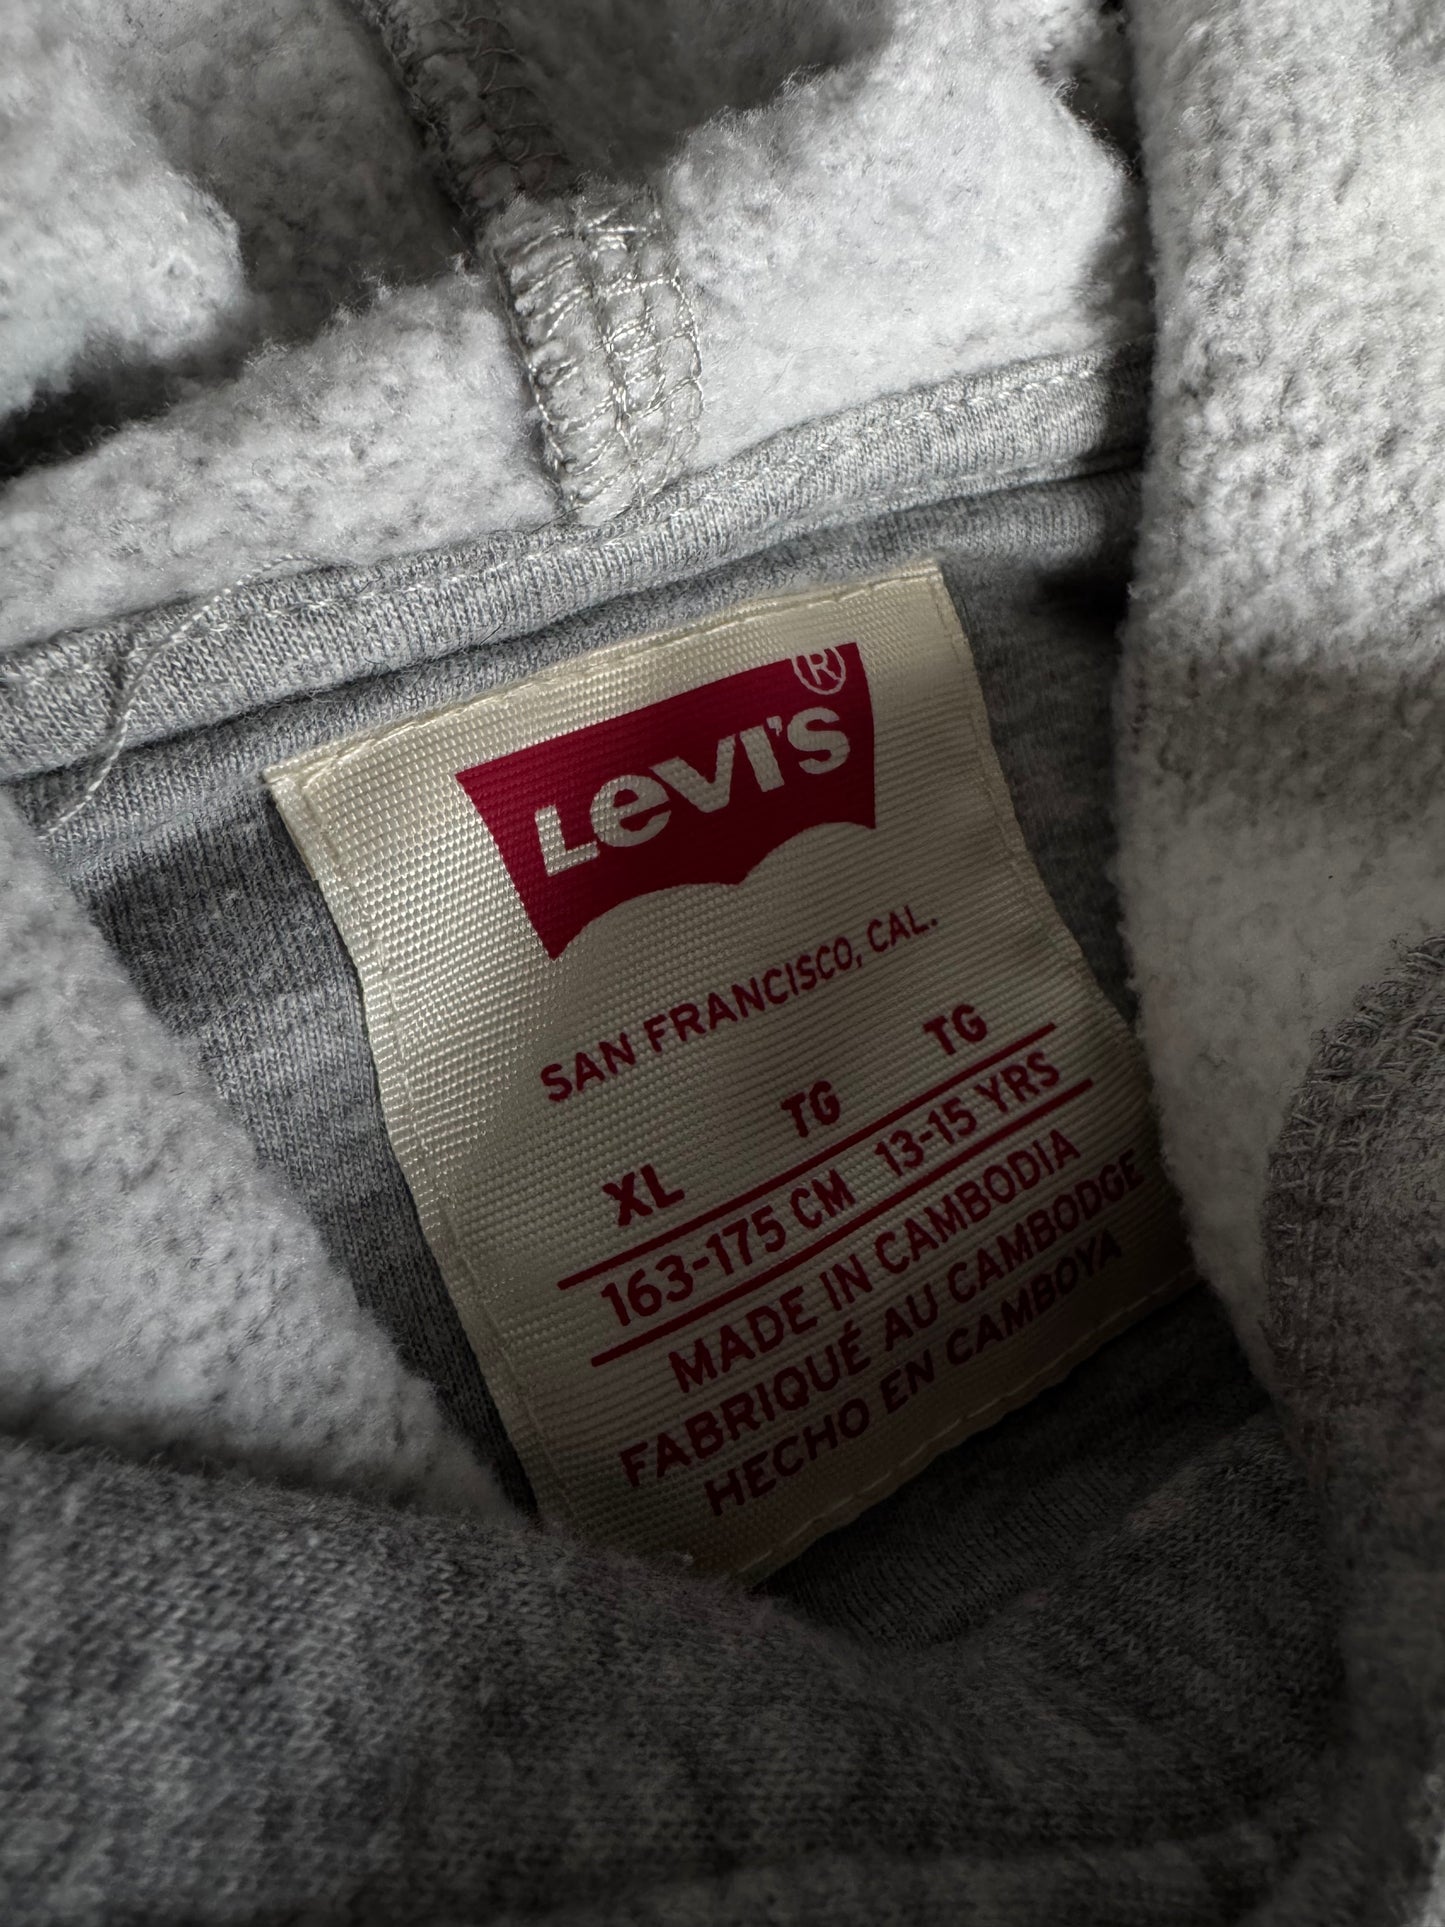 Levi's®
SAN FRANCISCO, CAL.
XL TG TG
163-175 CM 13-15 YRS
MADE IN CAMBODIA
FABRIQUÉ AU CAMBODGE
HECHO EN CAMBOYA